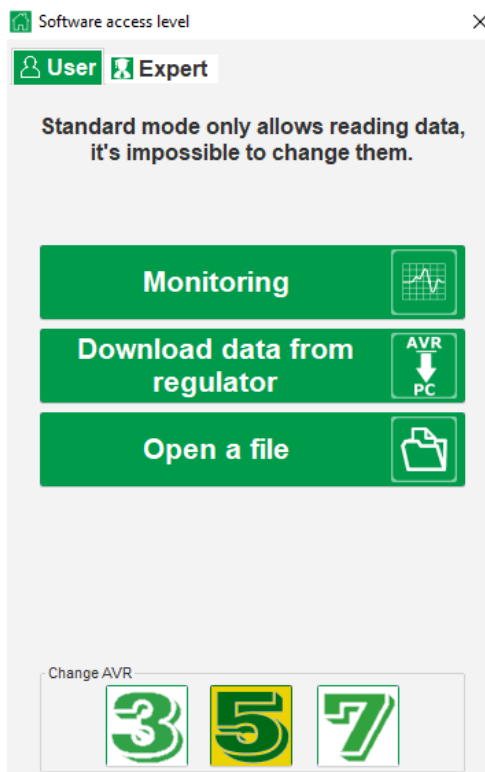 Software access level
User Expert
Standard mode only allows reading data,
it's impossible to change them.
Monitoring
Download data from
regulator
AVR
PC
Open a file
Change AVR
3 5 7